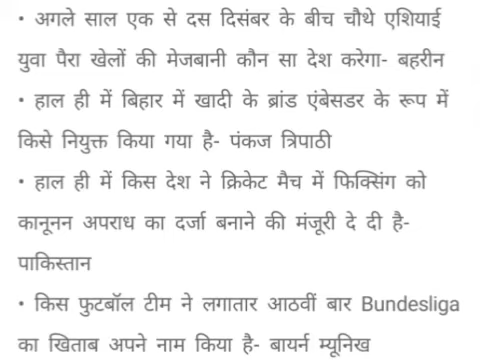 • अगले साल एक से दस दिसंबर के बीच चौथे एशियाई
युवा पैरा खेलों की मेजबानी कौन सा देश करेगा- बहरीन
• हाल ही में बिहार में खादी के ब्रांड एंबेसडर के रूप में
किसे नियुक्त किया गया है- पंकज त्रिपाठी
• हाल ही में किस देश ने क्रिकेट मैच में फिक्सिंग को
कानूनन अपराध का दर्जा बनाने की मंजूरी दे दी है-
पाकिस्तान
• किस फुटबॉल टीम ने लगातार आठवीं बार Bundesliga
का खिताब अपने नाम किया है- बायर्न म्यूनिख